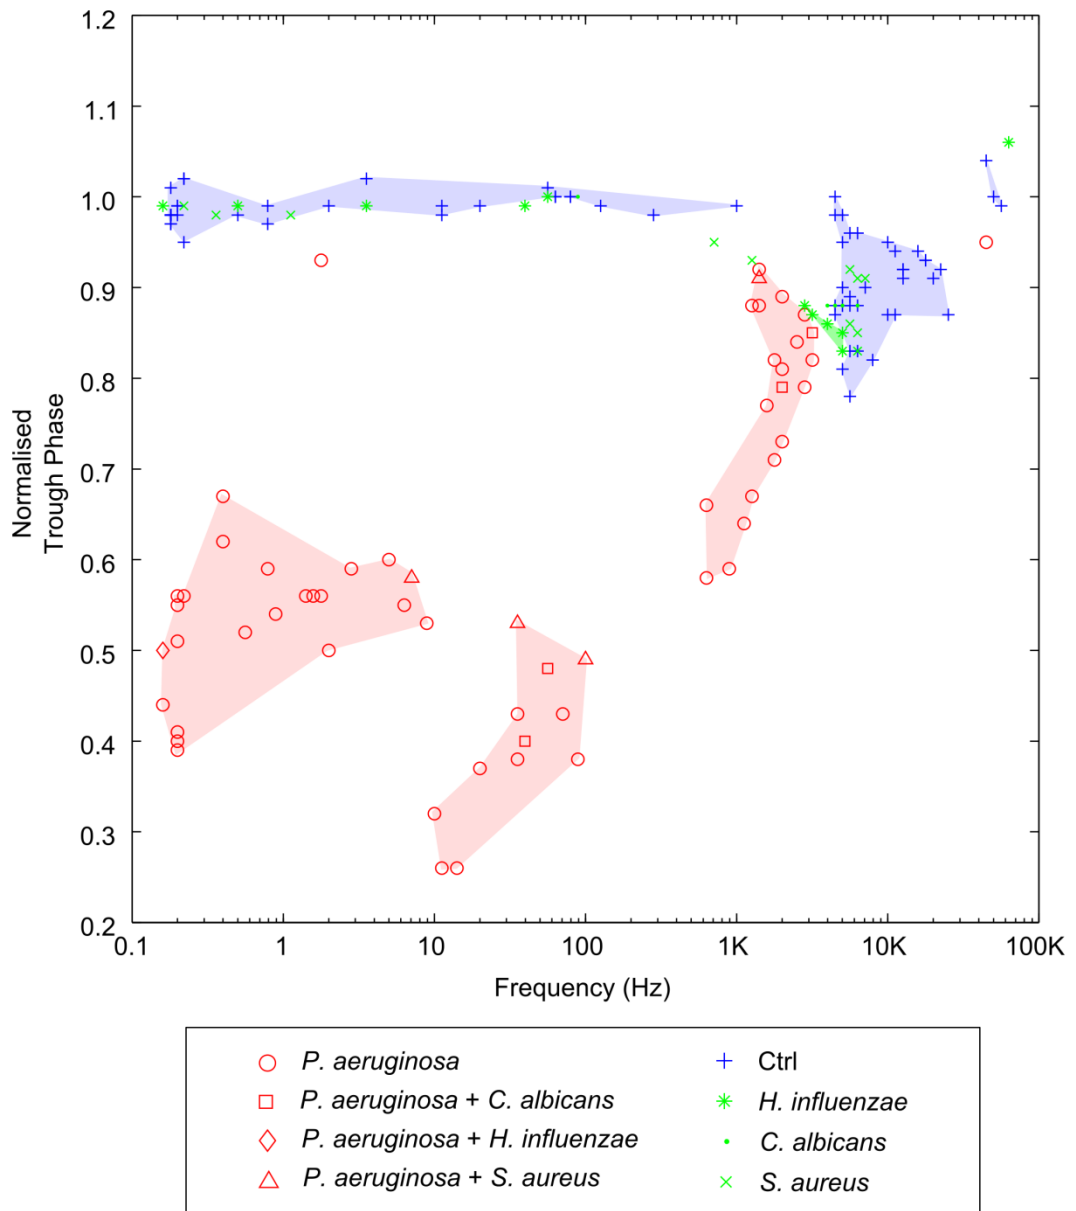 1.2
1.1
1.0
0.9
0.8
0.7
0.6
0.5
0.4
0.3
0.2
Normalised
Trough Phase
0.1 1 10 100 1K 10K 100K
Frequency (Hz)
P. aeruginosa
P. aeruginosa + C. albicans
P. aeruginosa + H. influenzae
P. aeruginosa + S. aureus
Ctrl
H. influenzae
C. albicans
S. aureus